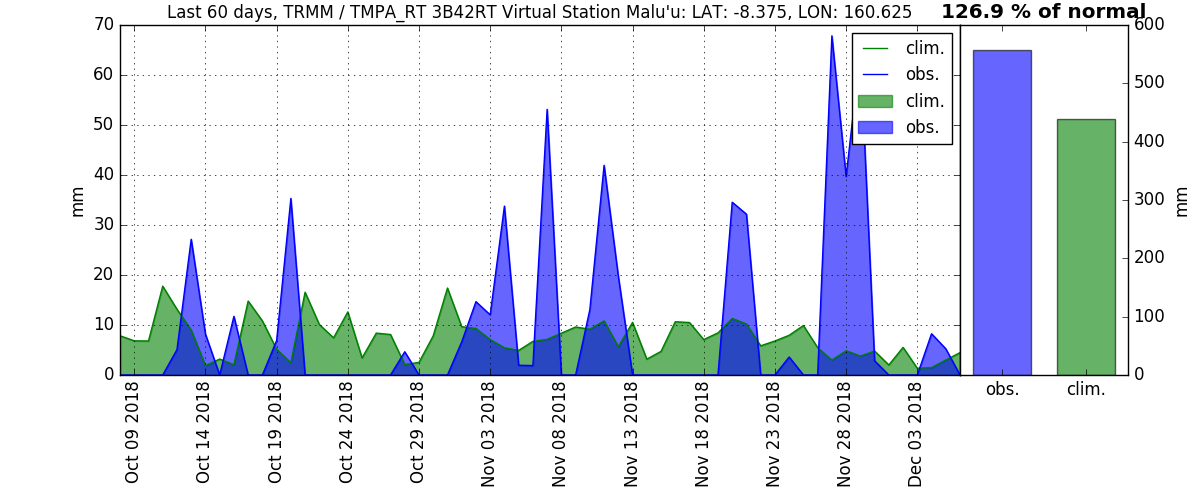 Last 60 days, TRMM / TMPA_RT 3B42RT Virtual Station Malu'u: LAT: -8.375, LON: 160.625
126.9 % of normal
70
60
50
40
30
20
10
0
mm
clim.
obs.
clim.
obs.
600
500
400
300
200
100
0
mm
obs.
clim.
Oct 09 2018
Oct 14 2018
Oct 19 2018
Oct 24 2018
Oct 29 2018
Nov 03 2018
Nov 08 2018
Nov 13 2018
Nov 18 2018
Nov 23 2018
Nov 28 2018
Dec 03 2018